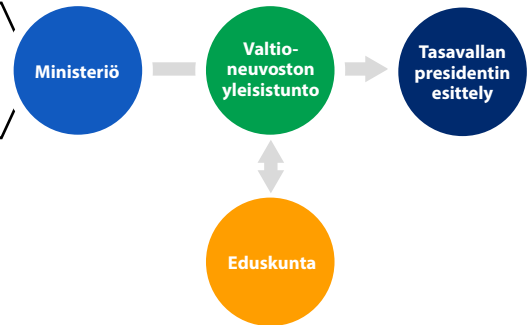 Ministeriö
Valtio-
neuvoston
yleisistunto
Tasavallan
presidentin
esittely
Eduskunta